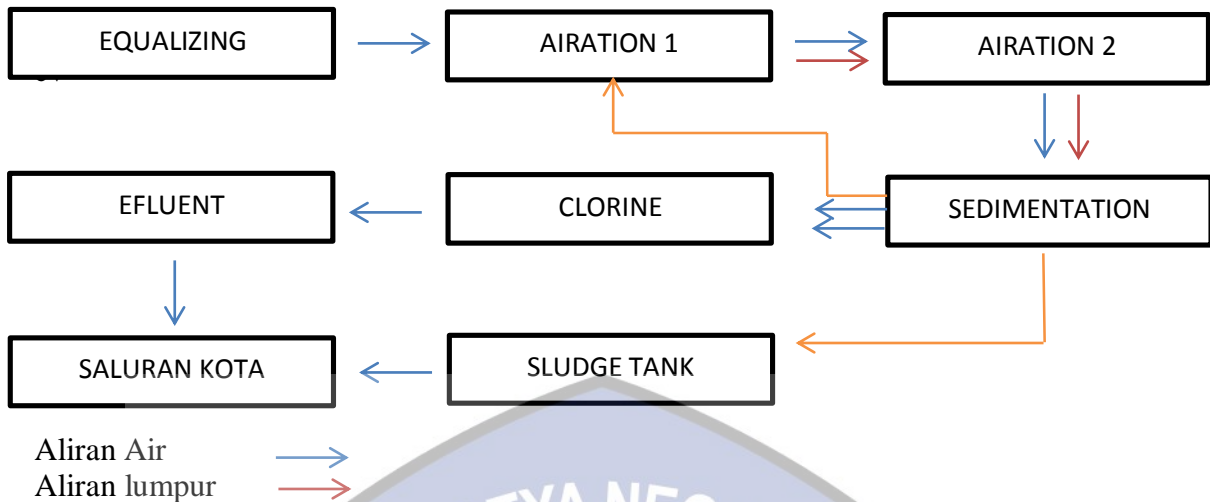 EQUALIZING
AIRATION 1
AIRATION 2
EFLUENT
CLORINE
SEDIMENTATION
SALURAN KOTA
SLUDGE TANK
Aliran Air
Aliran lumpur